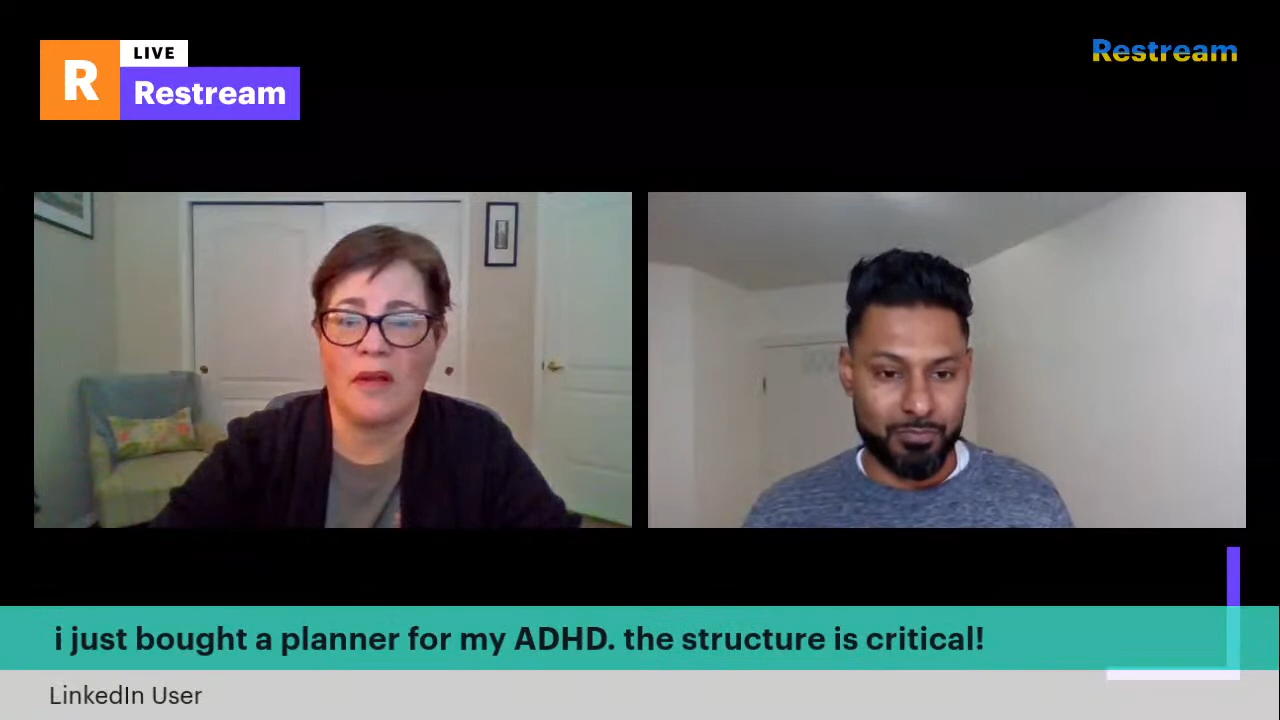 R
LIVE
Restream
Restream
i just bought a planner for my ADHD. the structure is critical!
LinkedIn User